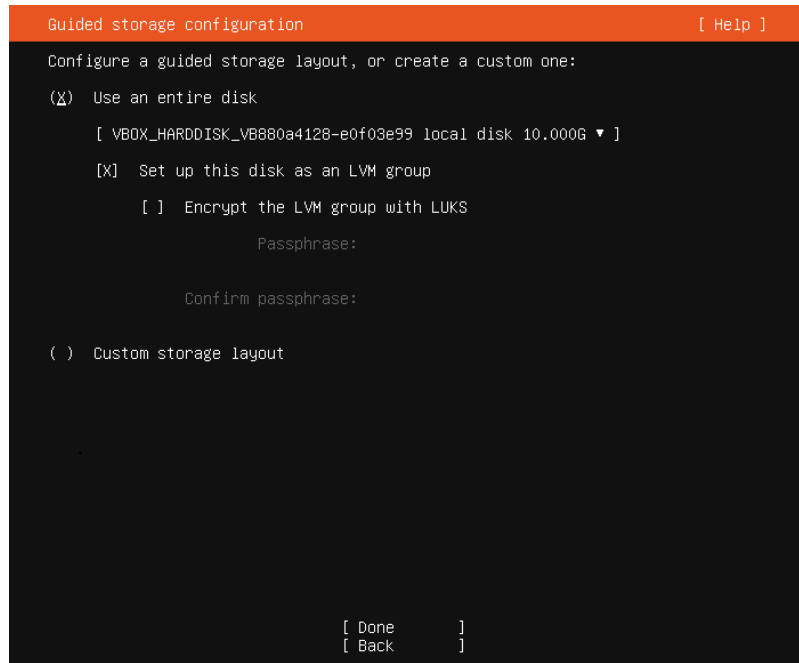 Guided storage configuration [ Help ]
Configure a guided storage layout, or create a custom one:
(X) Use an entire disk
[ VBOX_HARDDISK_VB880a4128-e0f03e99 local disk 10.000G ▾ ]
[X] Set up this disk as an LVM group
[ ] Encrypt the LVM group with LUKS
Passphrase:
Confirm passphrase:
( ) Custom storage layout
[ Done ]
[ Back ]